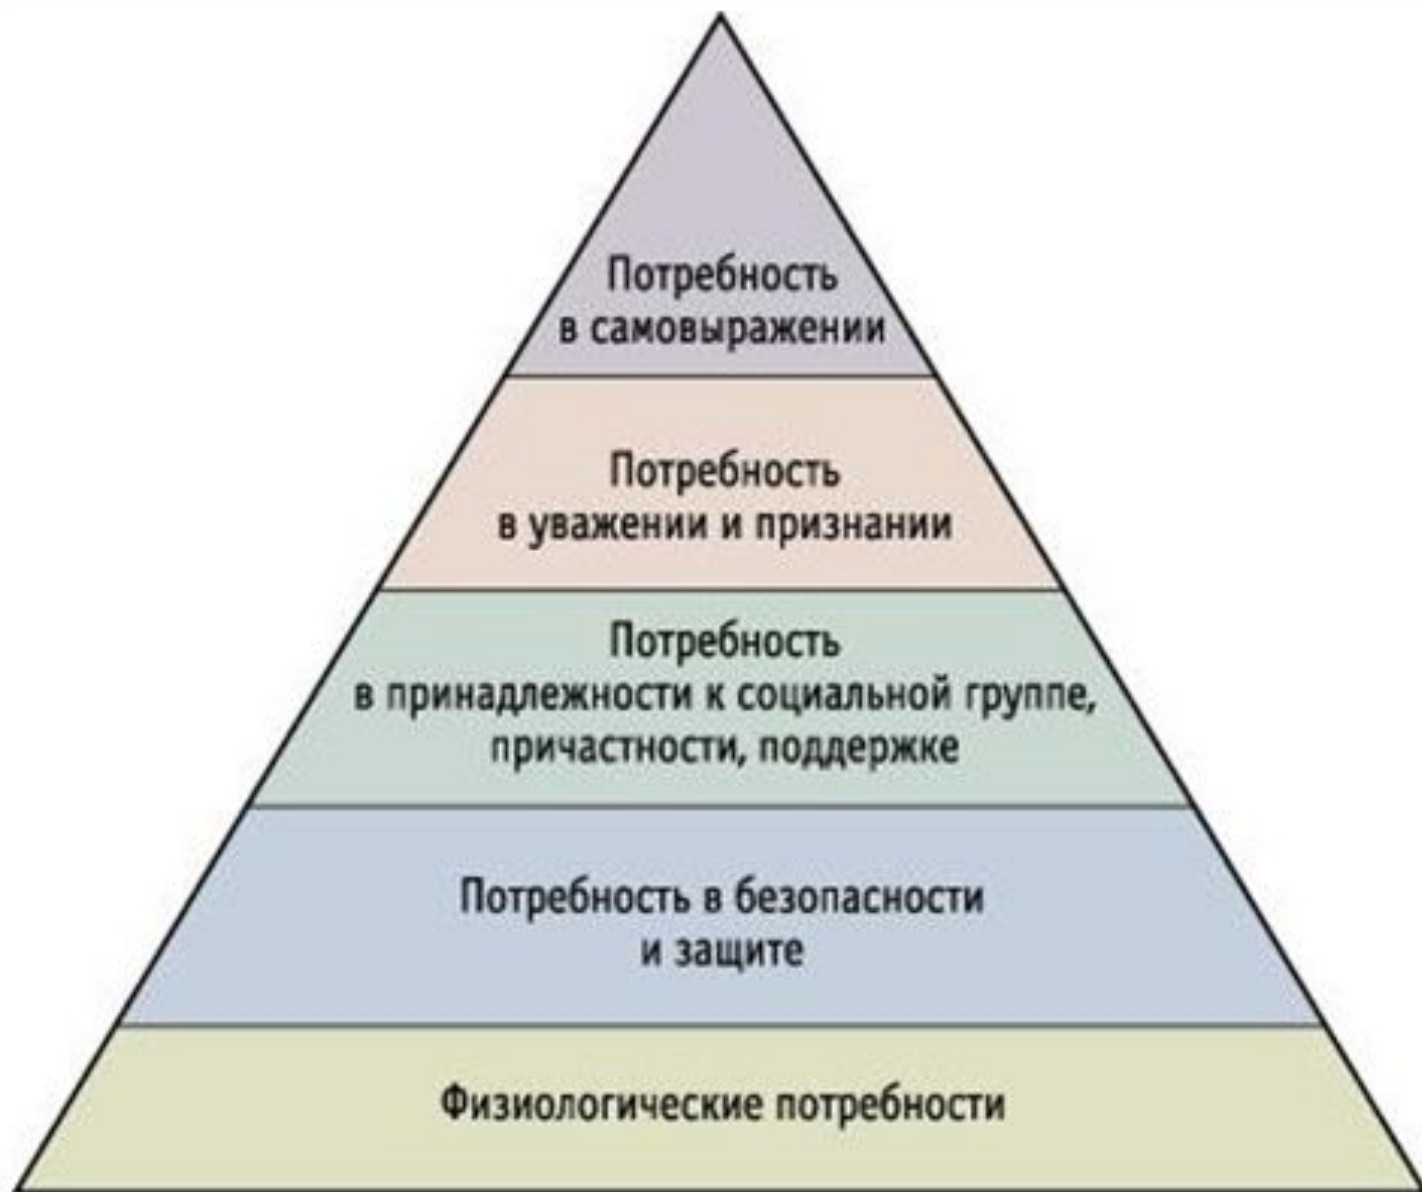 Потребность
в самовыражении
Потребность
в уважении и признании
Потребность
в принадлежности к социальной группе,
причастности, поддержке
Потребность в безопасности
и защите
Физиологические потребности